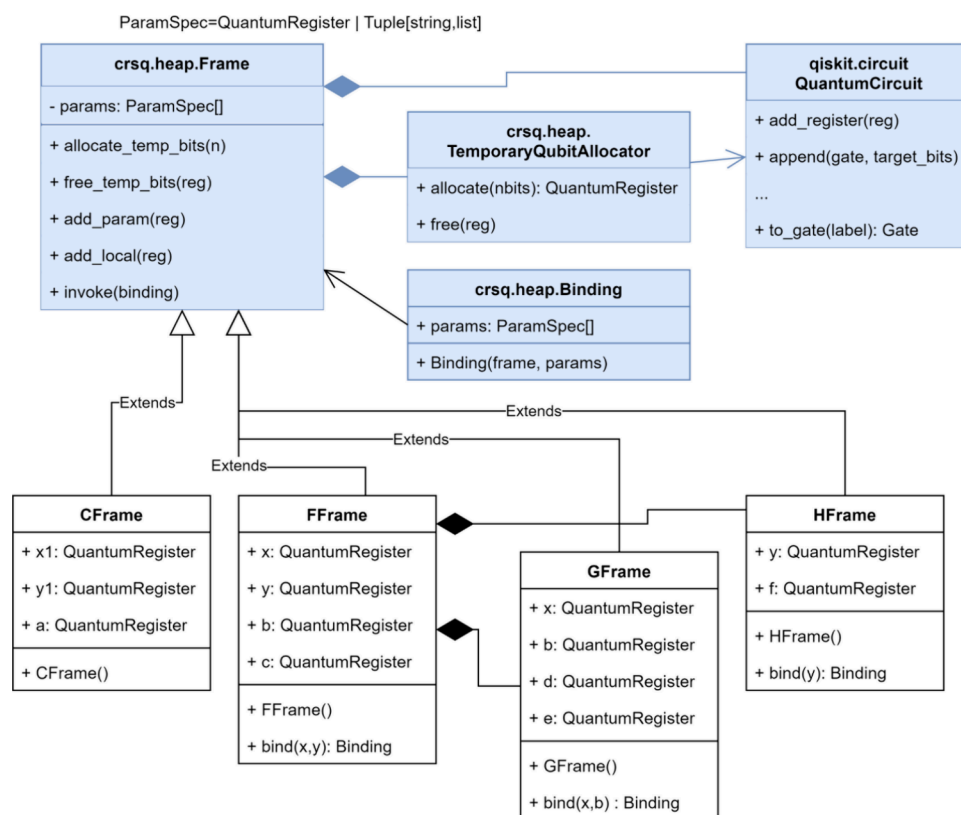 ParamSpec=QuantumRegister | Tuple[string,list]
crsq.heap.Frame
- params: ParamSpec[]
+ allocate_temp_bits(n)
+ free_temp_bits(reg)
+ add_param(reg)
+ add_local(reg)
+ invoke(binding)
crsq.heap.
TemporaryQubitAllocator
+ allocate(nbits): QuantumRegister
+ free(reg)
qiskit.circuit
QuantumCircuit
+ add_register(reg)
+ append(gate, target_bits)
...
+ to_gate(label): Gate
crsq.heap.Binding
+ params: ParamSpec[]
+ Binding(frame, params)
Extends
Extends
Extends
Extends
CFrame
+ x1: QuantumRegister
+ y1: QuantumRegister
+ a: QuantumRegister
+ CFrame()
FFrame
+ x: QuantumRegister
+ y: QuantumRegister
+ b: QuantumRegister
+ c: QuantumRegister
+ FFrame()
+ bind(x,y): Binding
GFrame
+ x: QuantumRegister
+ b: QuantumRegister
+ d: QuantumRegister
+ e: QuantumRegister
+ GFrame()
+ bind(x,b) : Binding
HFrame
+ y: QuantumRegister
+ f: QuantumRegister
+ HFrame()
+ bind(y): Binding